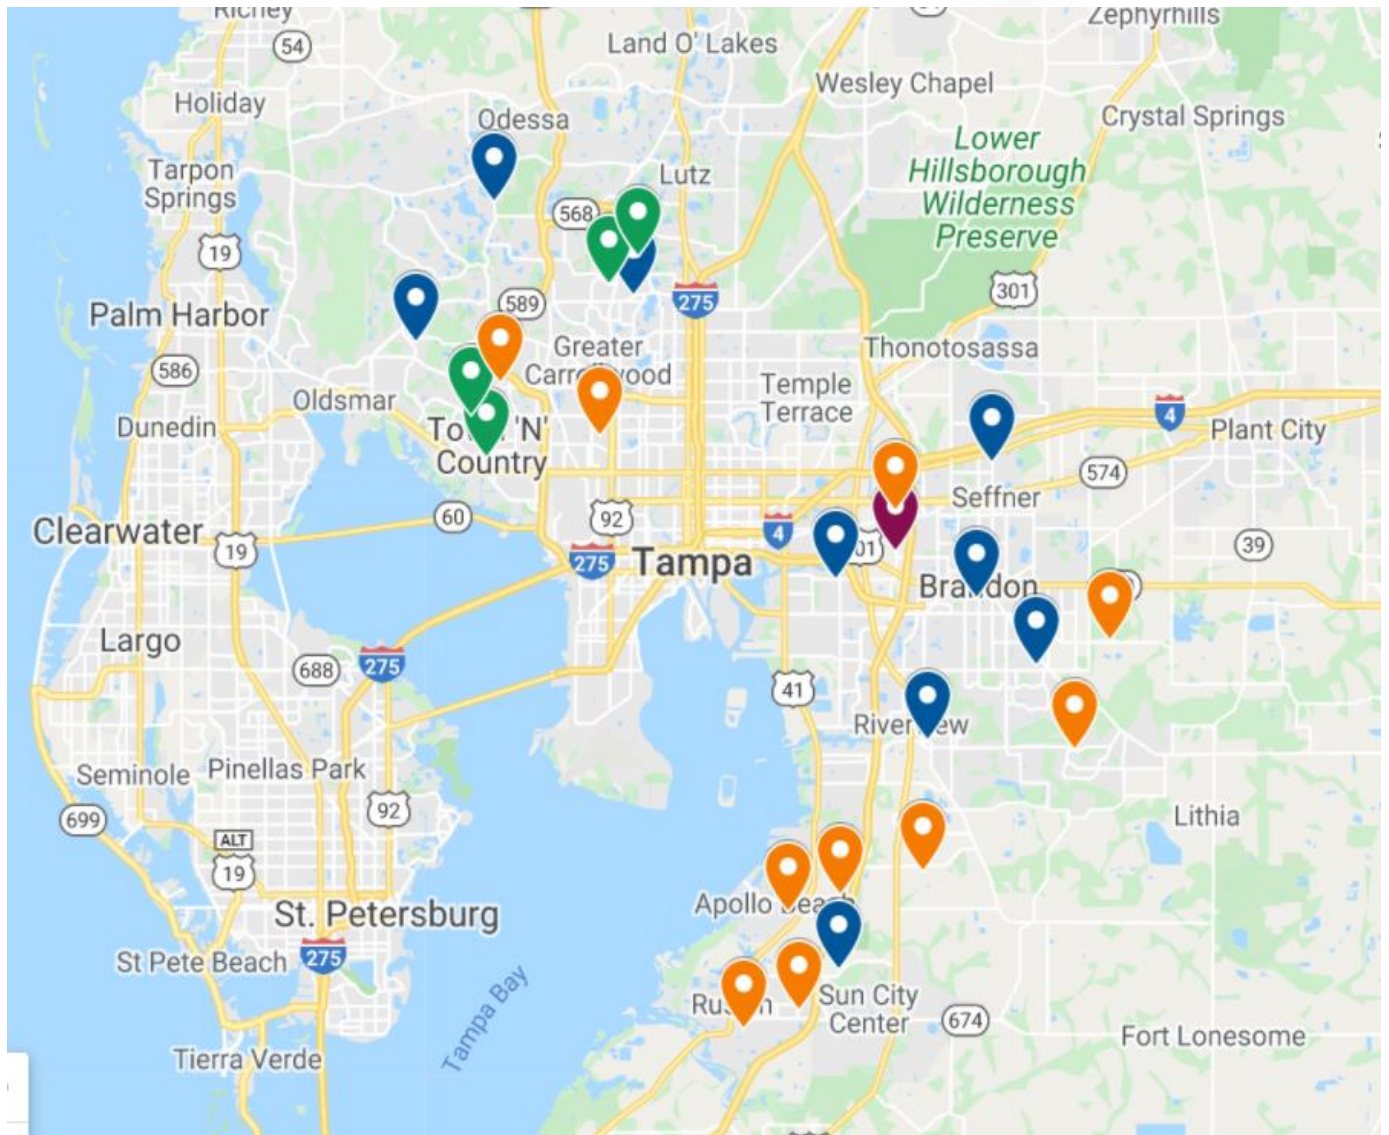 Richey
Zephyrhills
54
Land O' Lakes
Wesley Chapel
Holiday
Odessa
Crystal Springs
Lower
Hillsborough
Wilderness
Preserve
Tarpon
Springs
Lutz
568
19
301
275
589
Palm Harbor
Greater
Thonotosassa
586
Temple
Terrace
Oldsmar
4
Dunedin
Plant City
Country
574
Seffner
60
92
Clearwater
19
4
39
275
Tampa
Largo
688
275
41
Seminole
Pinellas Park
92
699
Lithia
ALT
19
Apollo
St. Petersburg
St Pete Beach
275
Tampa Bay
Sun City
Center
674
Fort Lonesome
Tierra Verde